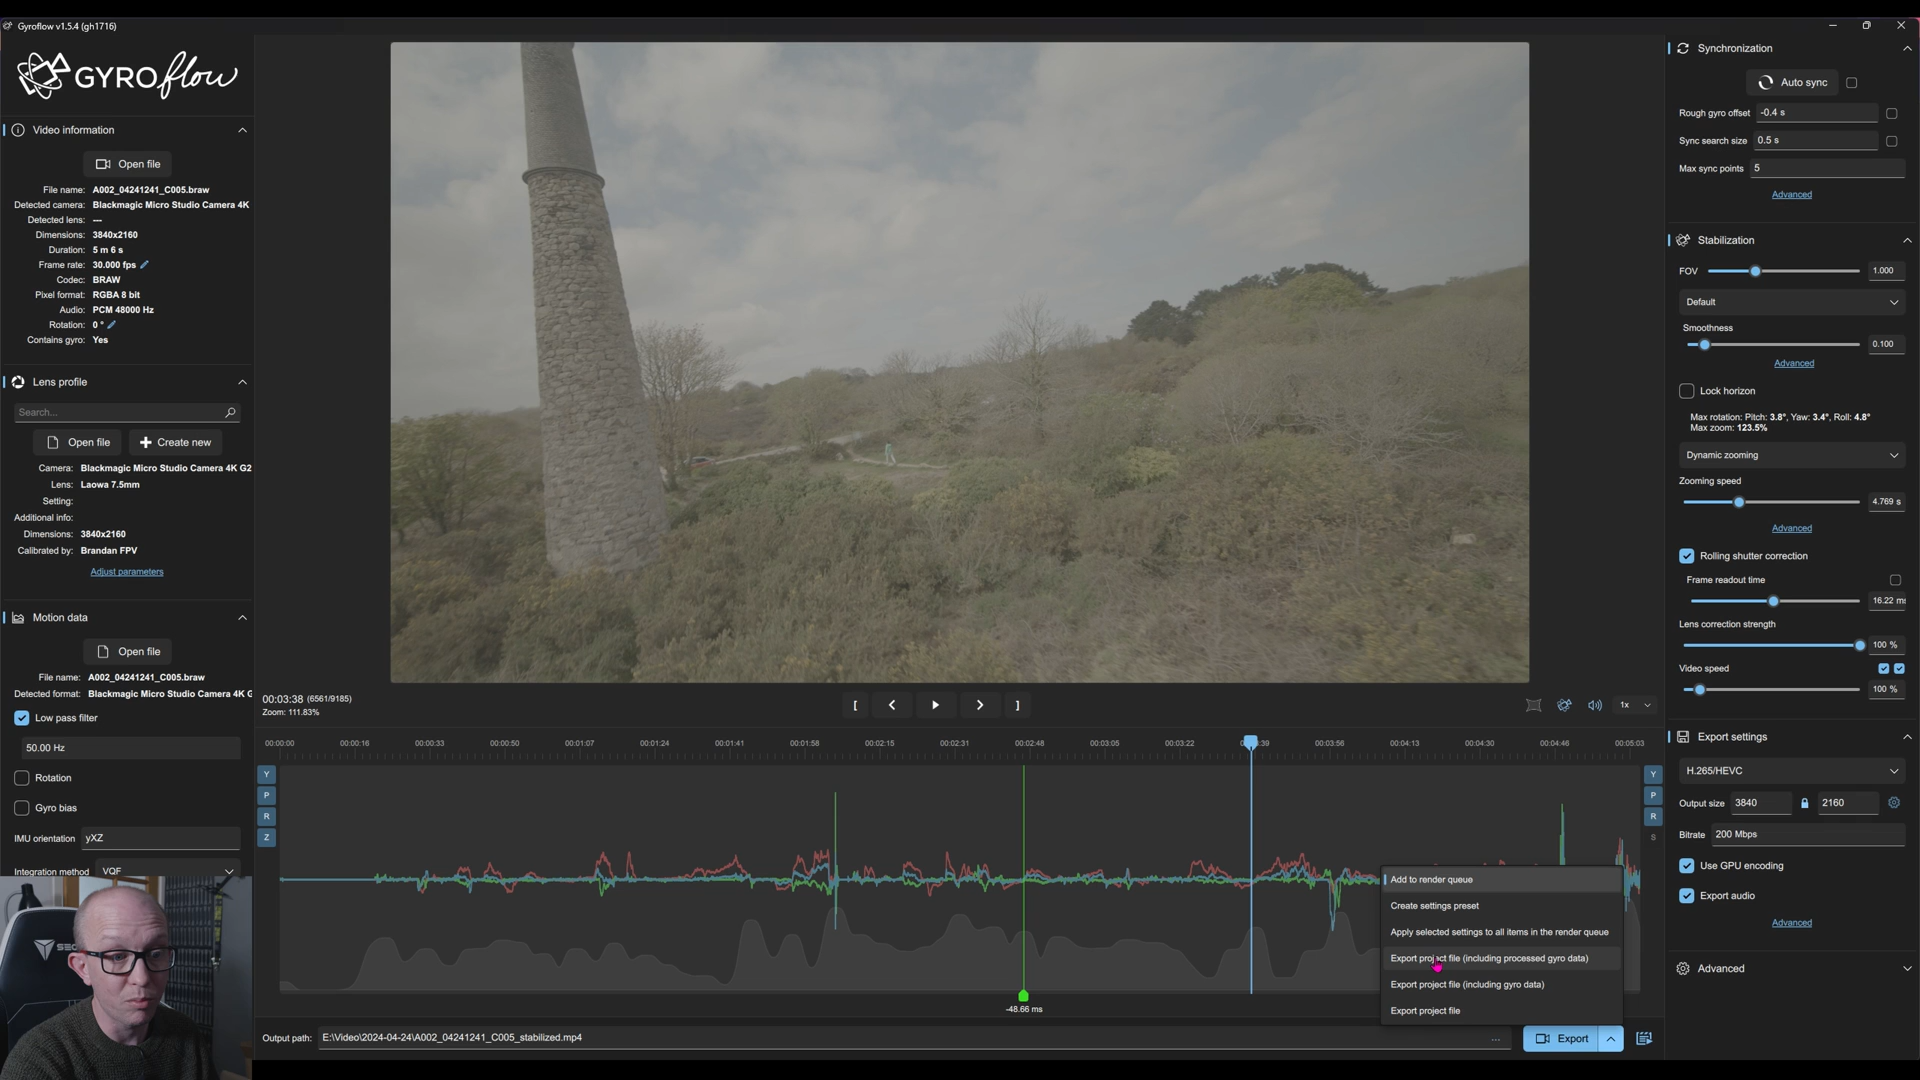 Gyroflow v1.5.4 (gh1716)
GYROflow
Video information
Open file
File name: A002_04241241_C005.braw
Detected camera: Blackmagic Micro Studio Camera 4K
Detected lens: ---
Dimensions: 3840x2160
Duration: 5 m 6 s
Frame rate: 30.000 fps
Codec: BRAW
Pixel format: RGBA 8 bit
Audio: PCM 48000 Hz
Rotation: 0 °
Contains gyro: Yes
Lens profile
Search...
Open file
Create new
Camera: Blackmagic Micro Studio Camera 4K G2
Lens: Laowa 7.5mm
Setting:
Additional info:
Dimensions: 3840x2160
Calibrated by: Brandan FPV
Adjust parameters
Motion data
Open file
File name: A002_04241241_C005.braw
Detected format: Blackmagic Micro Studio Camera 4K G
Low pass filter
50.00 Hz
Rotation
Gyro bias
IMU orientation yXZ
Integration method VQF
00:03:38 (6561/9185)
Zoom: 111.83%
[
]
1x
00:00:00 00:00:16 00:00:33 00:00:50 00:01:07 00:01:24 00:01:41 00:01:58 00:02:15 00:02:31 00:02:48 00:03:05 00:03:22 :39 00:03:56 00:04:13 00:04:30 00:04:46 00:05:03
Y
P
R
Z
Y
P
R
S
-48.66 ms
Add to render queue
Create settings preset
Apply selected settings to all items in the render queue
Export project file (including processed gyro data)
Export project file (including gyro data)
Export project file
Output path: E:\Video\2024-04-24\A002_04241241_C005_stabilized.mp4
...
Export
Synchronization
Auto sync
Rough gyro offset -0.4 s
Sync search size 0.5 s
Max sync points 5
Advanced
Stabilization
FOV 1.000
Default
Smoothness
0.100
Advanced
Lock horizon
Max rotation: Pitch: 3.8°, Yaw: 3.4°, Roll: 4.8°
Max zoom: 123.5%
Dynamic zooming
Zooming speed
4.769 s
Advanced
Rolling shutter correction
Frame readout time
16.22 ms
Lens correction strength
100 %
Video speed
100 %
Export settings
H.265/HEVC
Output size 3840 2160
Bitrate 200 Mbps
Use GPU encoding
Export audio
Advanced
Advanced